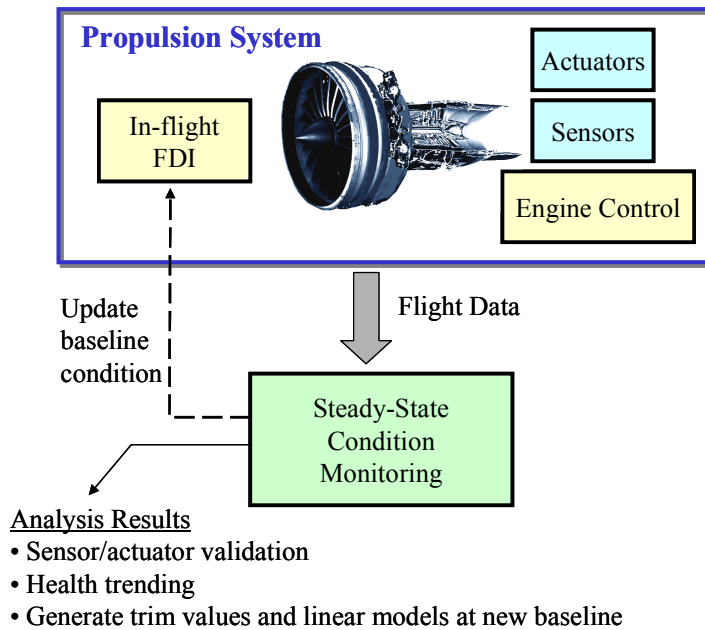 Propulsion System
Actuators
In-flight
FDI
Sensors
Engine Control
Update
baseline
condition
Flight Data
Steady-State
Condition
Monitoring
Analysis Results
• Sensor/actuator validation
• Health trending
• Generate trim values and linear models at new baseline